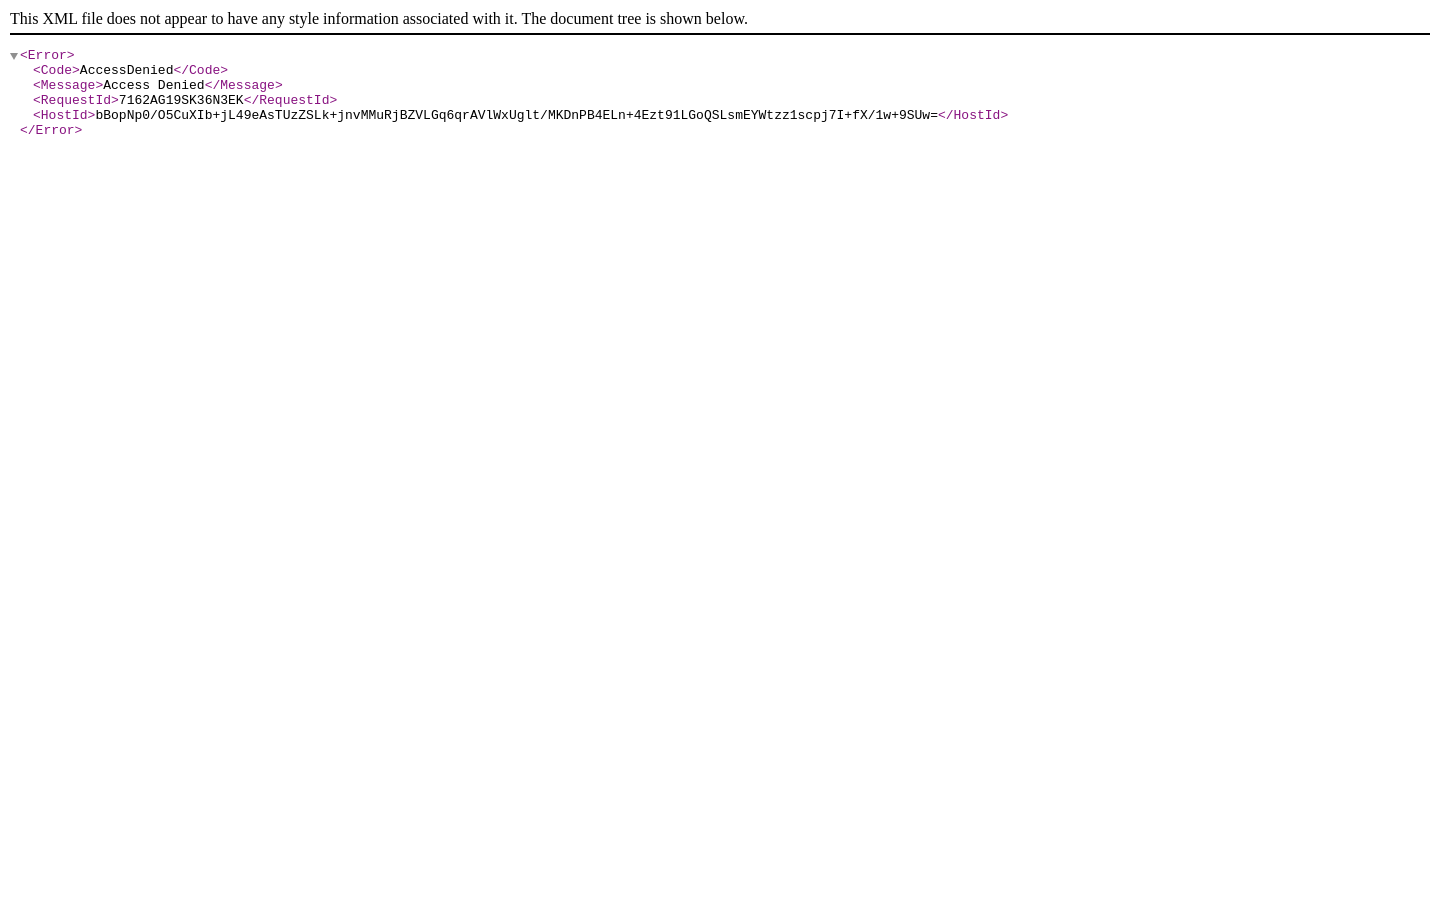 This XML file does not appear to have any style information associated with it. The document tree is shown below.
<Error>
<Code>AccessDenied</Code>
<Message>Access Denied</Message>
<RequestId>7162AG19SK36N3EK</RequestId>
<HostId>bBopNp0/O5CuXIb+jL49eAsTUzZSLk+jnvMMuRjBZVLGq6qrAVlWxUglt/MKDnPB4ELn+4Ezt91LGoQSLsmEYWtzz1scpj7I+fX/1w+9SUw=</HostId>
</Error>